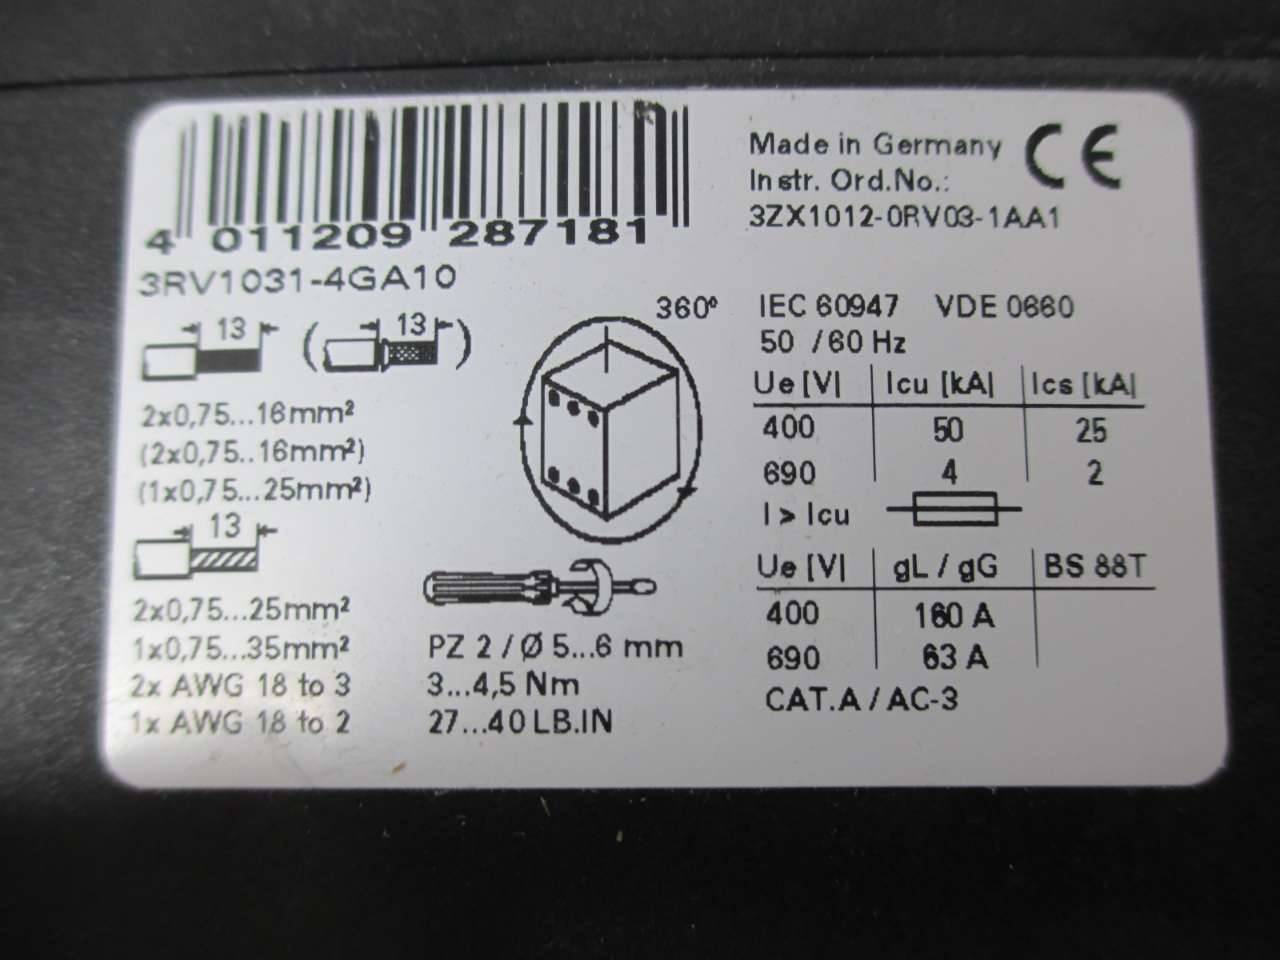 4 011209 287181
3RV1031-4GA10
13 (13)
2x0,75...16mm²
(2x0,75..16mm²)
(1x0,75...25mm²)
13
2x0,75...25mm²
1x0,75...35mm²
2x AWG 18 to 3
1x AWG 18 to 2
360°
PZ 2 / Ø 5...6 mm
3...4,5 Nm
27...40 LB.IN
Made in Germany
Instr. Ord.No.:
3ZX1012-0RV03-1AA1
CE
IEC 60947 VDE 0660
50 /60 Hz
Ue [V] Icu [kA] Ics [kA]
400 50 25
690 4 2
I > Icu
Ue [V] gL / gG BS 88T
400 160 A
690 63 A
CAT.A / AC-3